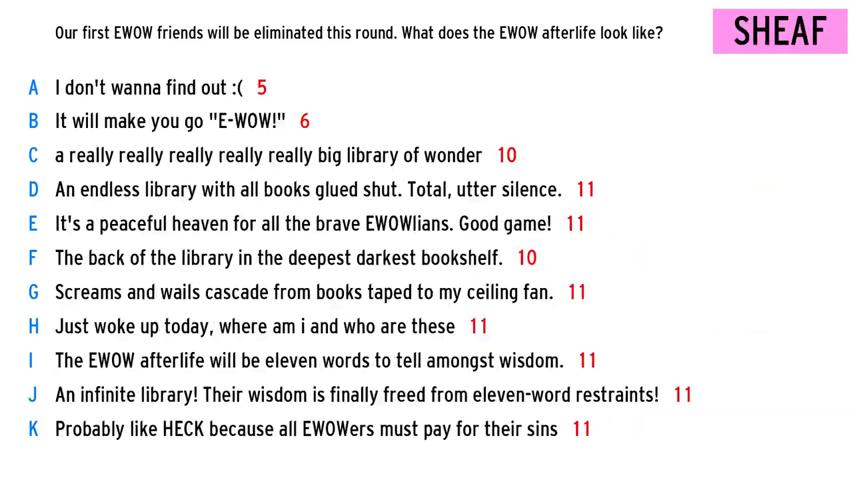 Our first EWOW friends will be eliminated this round. What does the EWOW afterlife look like?
SHEAF
A I don't wanna find out :( 5
B It will make you go "E-WOW!" 6
C a really really really really really big library of wonder 10
D An endless library with all books glued shut. Total, utter silence. 11
E It's a peaceful heaven for all the brave EWOWlians. Good game! 11
F The back of the library in the deepest darkest bookshelf. 10
G Screams and wails cascade from books taped to my ceiling fan. 11
H Just woke up today, where am i and who are these 11
I The EWOW afterlife will be eleven words to tell amongst wisdom. 11
J An infinite library! Their wisdom is finally freed from eleven-word restraints! 11
K Probably like HECK because all EWOWers must pay for their sins 11